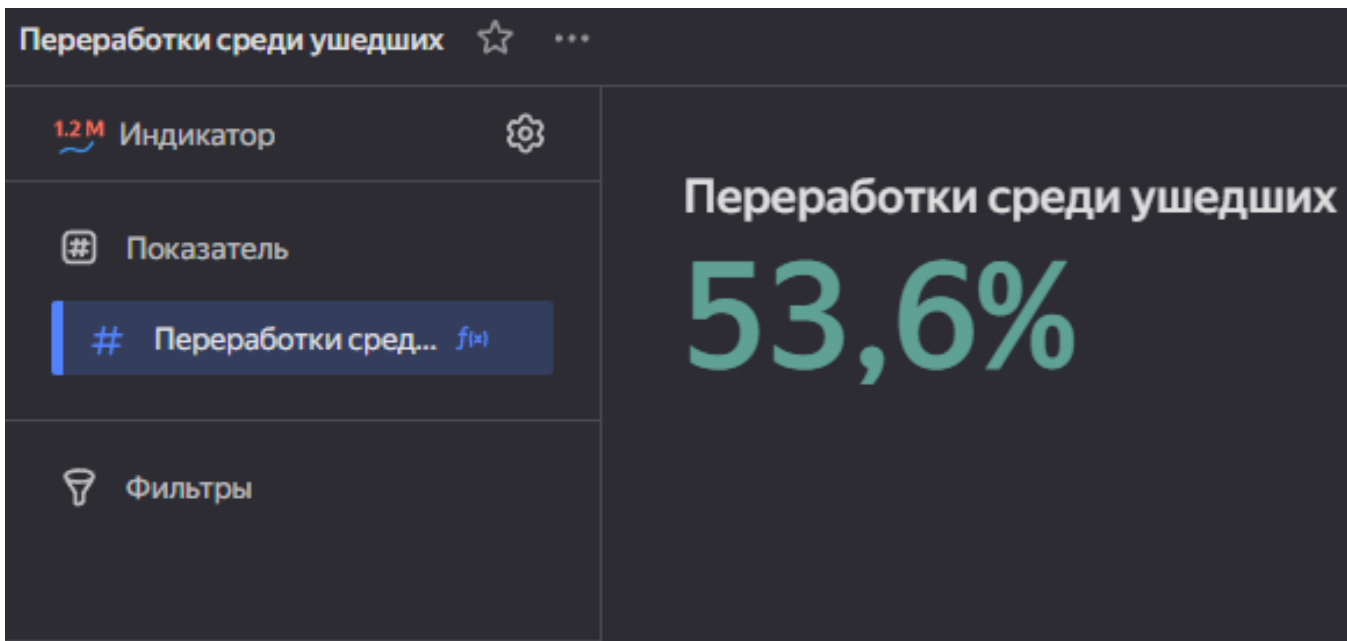 Переработки среди ушедших
1.2 M Индикатор
Показатель
# Переработки сред... f(x)
Фильтры
Переработки среди ушедших
53,6%